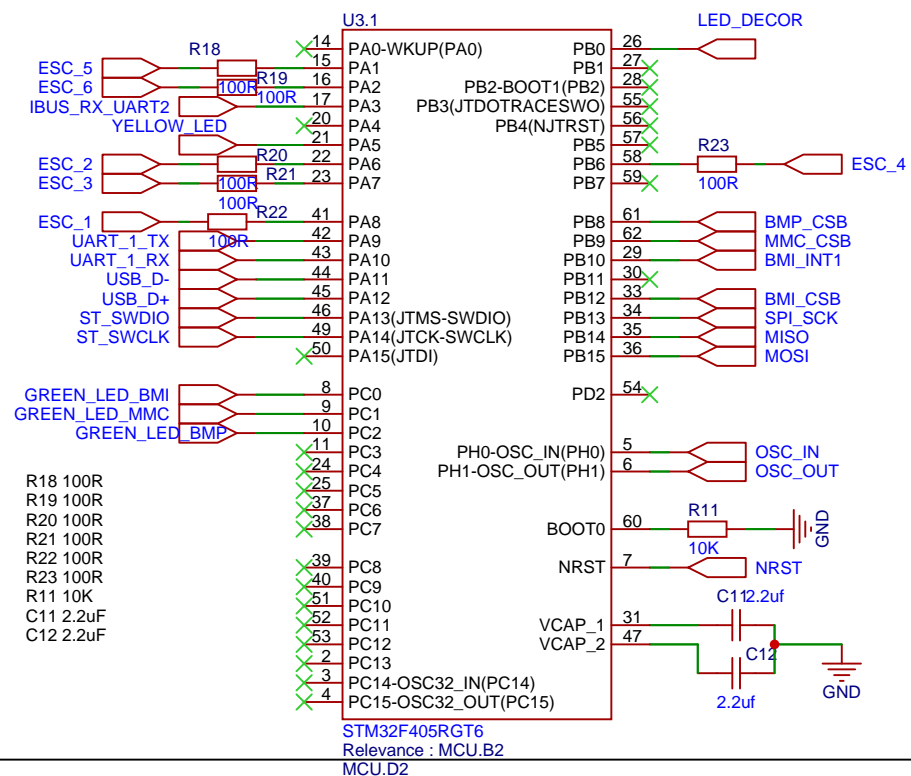 U3.1
LED_DECOR
14 PA0-WKUP(PA0) PB0 26
R18 15 PA1 PB1 27
ESC_5
ESC_6 R19 100R 16 PA2 PB2-BOOT1(PB2) 28
IBUS_RX_UART2 100R 17 PA3 PB3(JTDOTRACESWO) 55
YELLOW_LED 20 PA4 PB4(NJTRST) 56
21 PA5 PB5 57
ESC_2 R20 22 PA6 PB6 58 R23 ESC_4
ESC_3 100R R21 23 PA7 PB7 59 100R
100R
ESC_1 R22 41 PA8 PB8 61 BMP_CSB
UART_1_TX 100R 42 PA9 PB9 62 MMC_CSB
UART_1_RX 43 PA10 PB10 29 BMI_INT1
USB_D- 44 PA11 PB11 30
USB_D+ 45 PA12 PB12 33 BMI_CSB
ST_SWDIO 46 PA13(JTMS-SWDIO) PB13 34 SPI_SCK
ST_SWCLK 49 PA14(JTCK-SWCLK) PB14 35 MISO
50 PA15(JTDI) PB15 36 MOSI
GREEN_LED_BMI 8 PC0 PD2 54
GREEN_LED_MMC 9 PC1
GREEN_LED_BMP 10 PC2
11 PC3 PH0-OSC_IN(PH0) 5 OSC_IN
24 PC4 PH1-OSC_OUT(PH1) 6 OSC_OUT
25 PC5
37 PC6 R11
38 PC7 BOOT0 60 10K GND
39 PC8 NRST 7 NRST
40 PC9
51 PC10 C11 2.2uf
52 PC11 VCAP_1 31
53 PC12 VCAP_2 47 C12
2 PC13
3 PC14-OSC32_IN(PC14) GND
4 PC15-OSC32_OUT(PC15) 2.2uf
R18 100R
R19 100R
R20 100R
R21 100R
R22 100R
R23 100R
R11 10K
C11 2.2uF
C12 2.2uF
STM32F405RGT6
Relevance : MCU.B2
MCU.D2